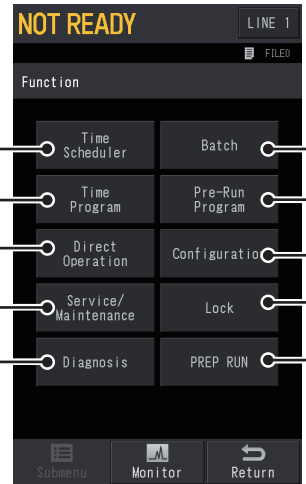 NOT READY
LINE 1
FILE0
Function
Time
Scheduler
Batch
Time
Program
Pre-Run
Program
Direct
Operation
Configuration
Service/
Maintenance
Lock
Diagnosis
PREP RUN
Submenu
Monitor
Return